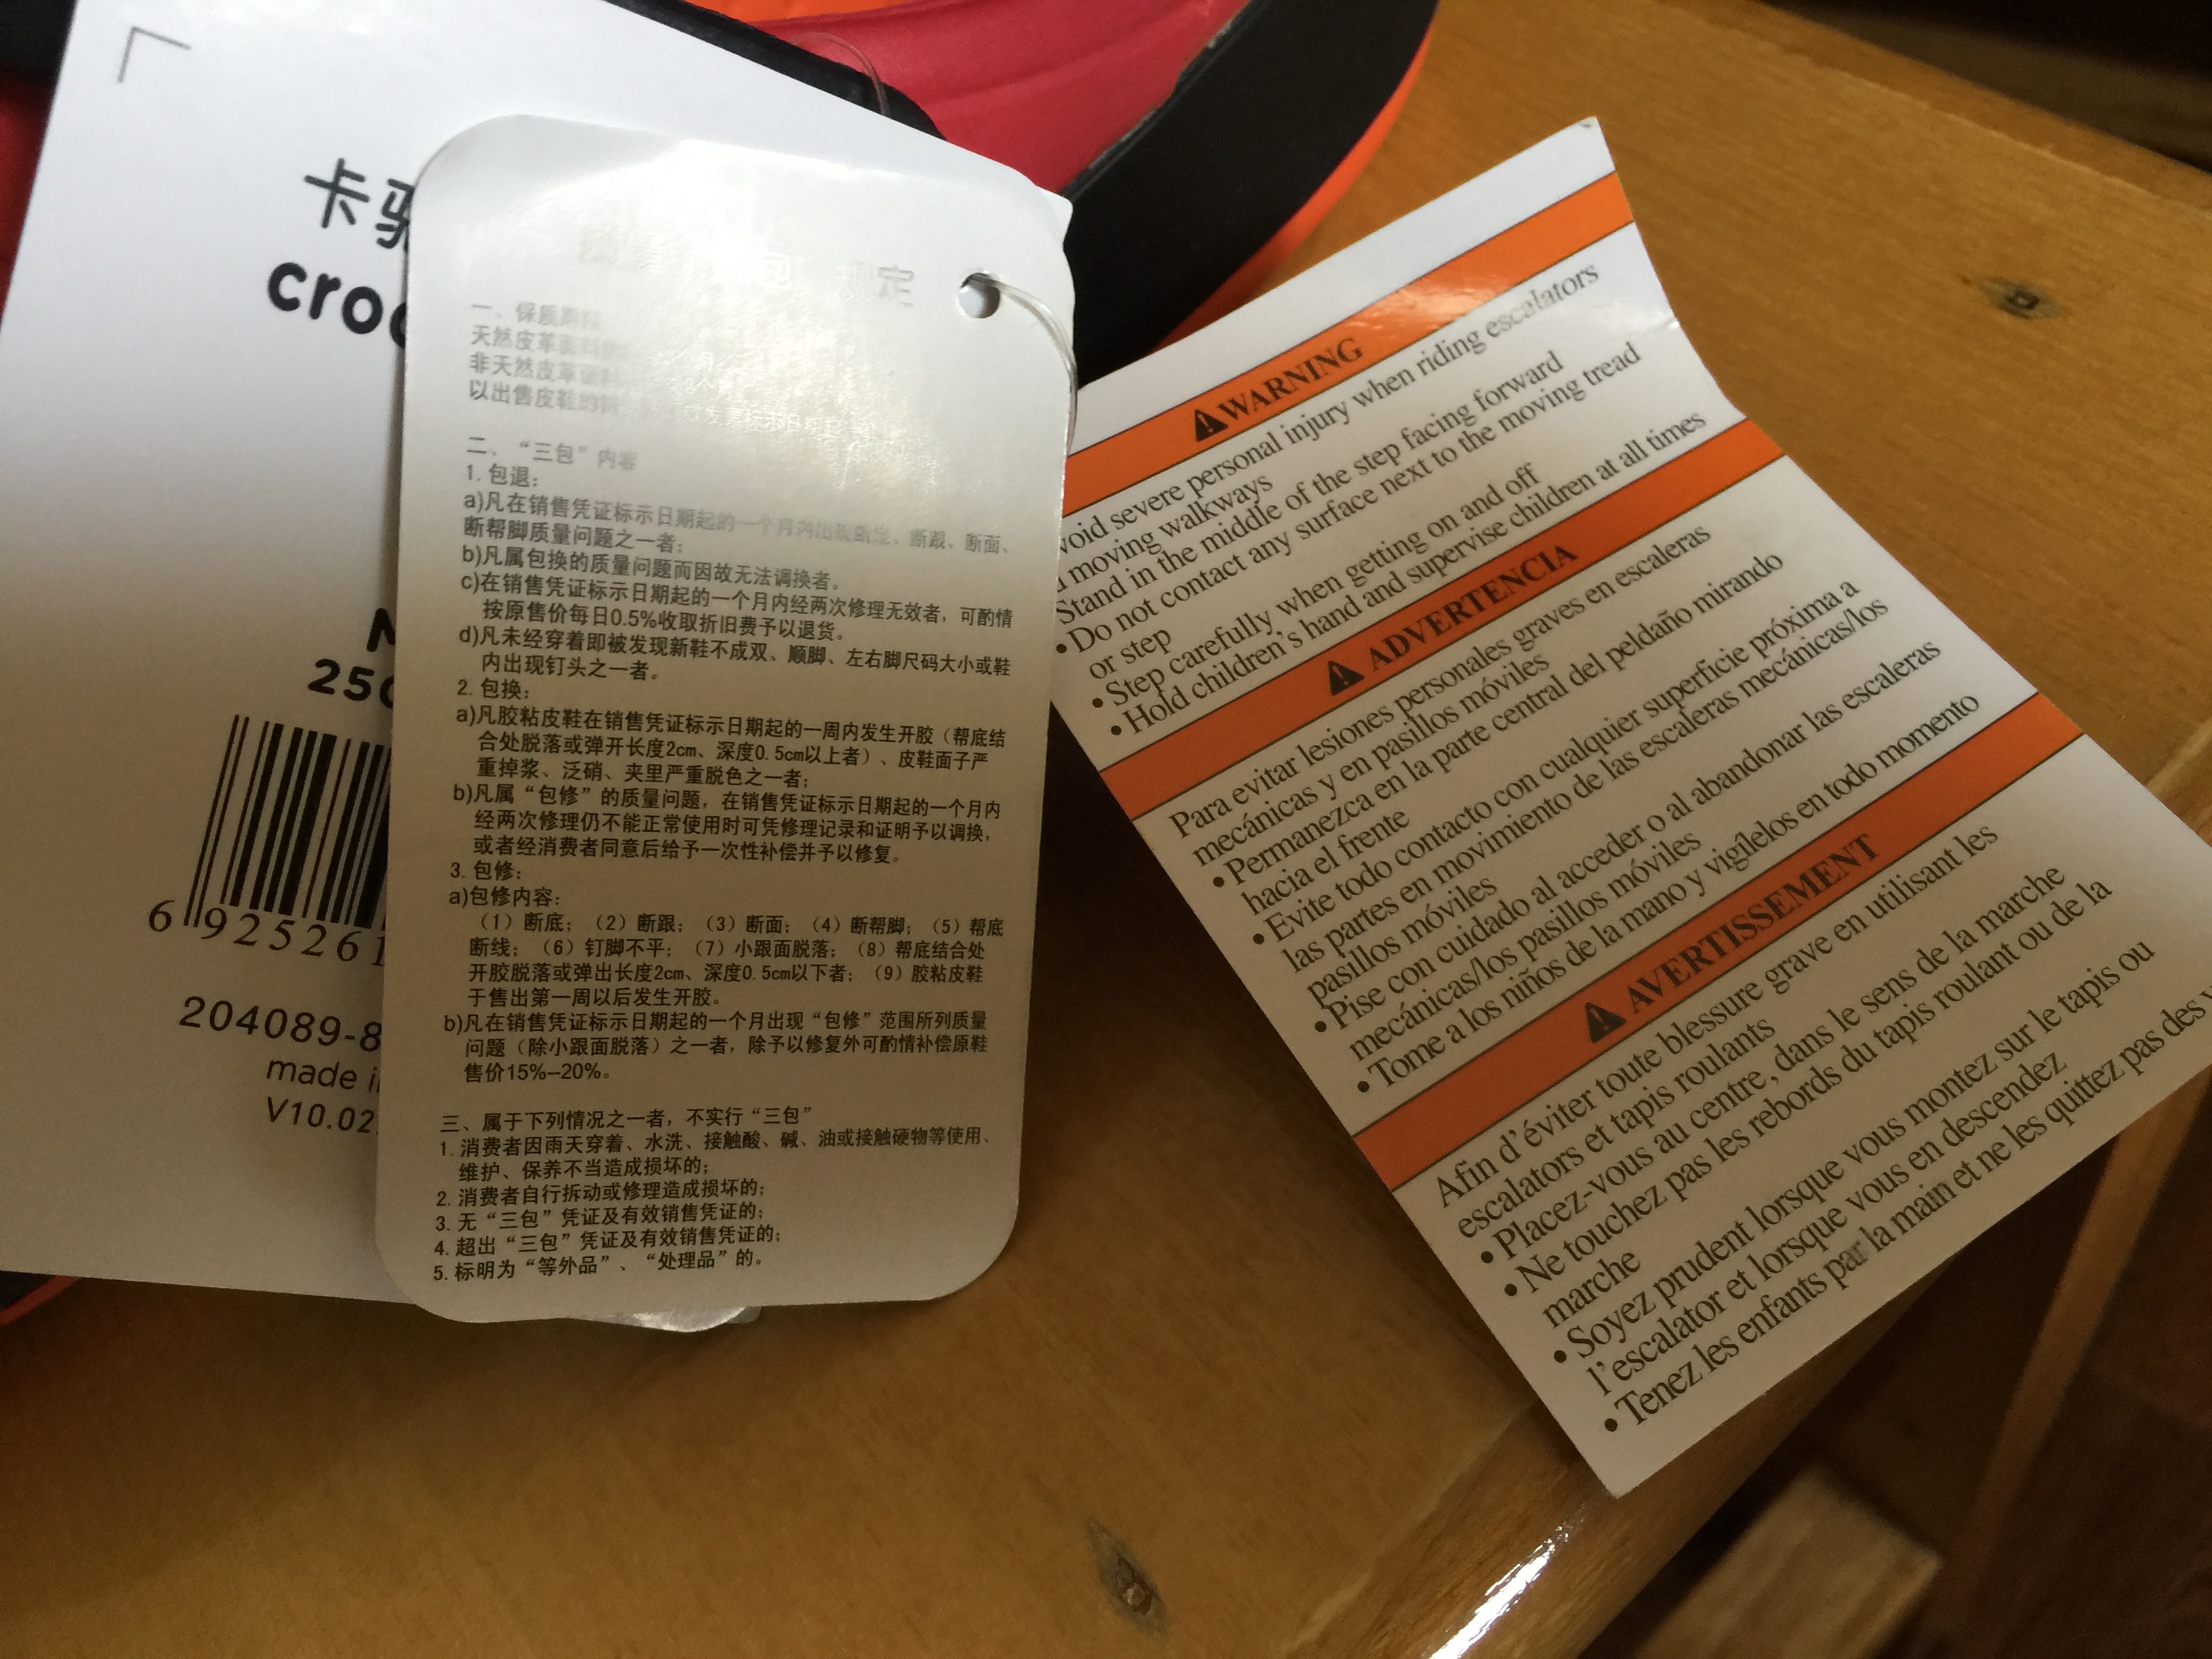 卡
croc
250
6 925261
204089-8
made i
V10.02
定
一、保质期
天然皮革面料
非天然皮革面料
以出售皮鞋的
二、“三包”内容
1. 包退：
a)凡在销售凭证标示日期起的一个月内出现断底、断跟、断面、
断帮脚质量问题之一者；
b)凡属包换的质量问题而因故无法调换者。
c)在销售凭证标示日期起的一个月内经两次修理无效者，可酌情
按原售价每日0.5%收取折旧费予以退货。
d)凡未经穿着即被发现新鞋不成双、顺脚、左右脚尺码大小或鞋
内出现钉头之一者。
2. 包换：
a)凡胶粘皮鞋在销售凭证标示日期起的一周内发生开胶（帮底结
合处脱落或弹开长度2cm、深度0.5cm以上者）、皮鞋面子严
重掉浆、泛硝、夹里严重脱色之一者；
b)凡属“包修”的质量问题，在销售凭证标示日期起的一个月内
经两次修理仍不能正常使用时可凭修理记录和证明予以调换，
或者经消费者同意后给予一次性补偿并予以修复。
3. 包修：
a)包修内容：
（1）断底；（2）断跟；（3）断面；（4）断帮脚；（5）帮底
断线；（6）钉脚不平；（7）小跟面脱落；（8）帮底结合处
开胶脱落或弹出长度2cm、深度0.5cm以下者；（9）胶粘皮鞋
于售出第一周以后发生开胶。
b)凡在销售凭证标示日期起的一个月出现“包修”范围所列质量
问题（除小跟面脱落）之一者，除予以修复外可酌情补偿原鞋
售价15%—20%。
三、属于下列情况之一者，不实行“三包”
1. 消费者因雨天穿着、水洗、接触酸、碱、油或接触硬物等使用、
维护、保养不当造成损坏的；
2. 消费者自行拆动或修理造成损坏的；
3. 无“三包”凭证及有效销售凭证的；
4. 超出“三包”凭证及有效销售凭证的；
5. 标明为“等外品”、“处理品”的。
WARNING
void severe personal injury when riding escalators
moving walkways
Stand in the middle of the step facing forward
• Do not contact any surface next to the moving tread
or step
• Step carefully when getting on and off
• Hold children's hand and supervise children at all times
ADVERTENCIA
Para evitar lesiones personales graves en escaleras
mecánicas y en pasillos móviles
• Permanezca en la parte central del peldaño mirando
hacia el frente
• Evite todo contacto con cualquier superficie próxima a
las partes en movimiento de las escaleras mecánicas/los
pasillos móviles
• Pise con cuidado al acceder o al abandonar las escaleras
mecánicas/los pasillos móviles
• Tome a los niños de la mano y vigílelos en todo momento
AVERTISSEMENT
Afin d'éviter toute blessure grave en utilisant les
escalators et tapis roulants
• Placez-vous au centre, dans le sens de la marche
• Ne touchez pas les rebords du tapis roulant ou de la
marche
• Soyez prudent lorsque vous montez sur le tapis ou
l'escalator et lorsque vous en descendez
• Tenez les enfants par la main et ne les quittez pas des